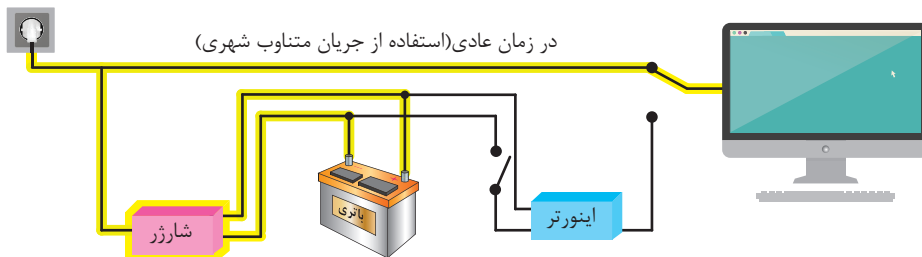 در زمان عادی(استفاده از جریان متناوب شهری)
باتری
اینورتر
شارژر